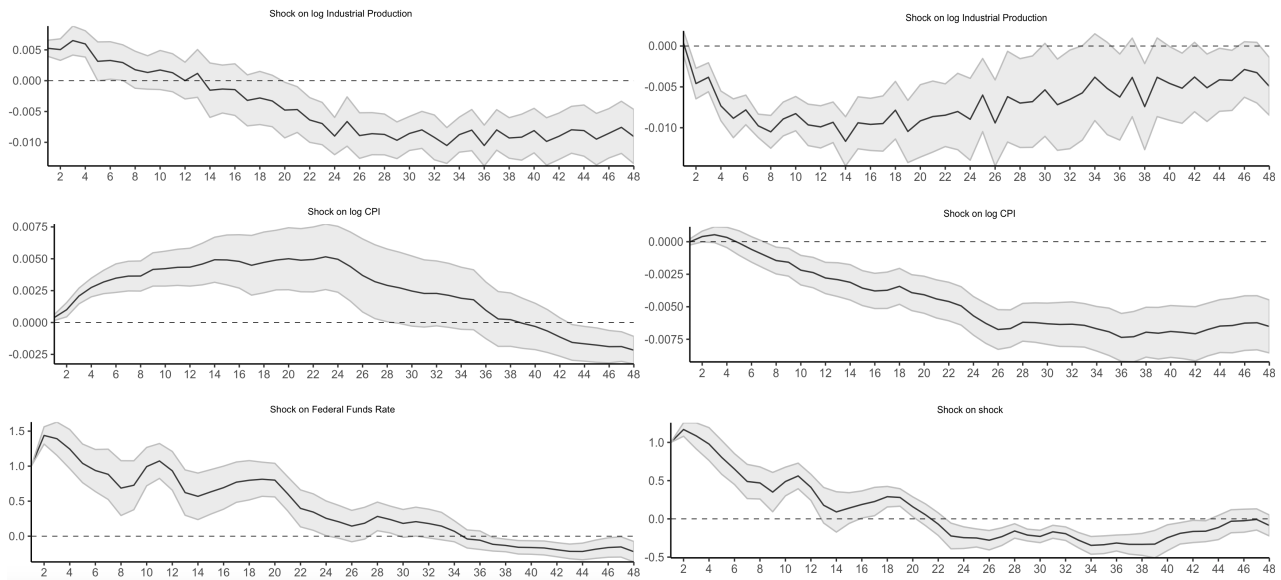 Shock on log Industrial Production
0.005
0.000
-0.005
-0.010
2 4 6 8 10 12 14 16 18 20 22 24 26 28 30 32 34 36 38 40 42 44 46 48
Shock on log Industrial Production
0.000
-0.005
-0.010
2 4 6 8 10 12 14 16 18 20 22 24 26 28 30 32 34 36 38 40 42 44 46 48
Shock on log CPI
0.0075
0.0050
0.0025
0.0000
-0.0025
2 4 6 8 10 12 14 16 18 20 22 24 26 28 30 32 34 36 38 40 42 44 46 48
Shock on log CPI
0.0000
-0.0025
-0.0050
-0.0075
2 4 6 8 10 12 14 16 18 20 22 24 26 28 30 32 34 36 38 40 42 44 46 48
Shock on Federal Funds Rate
1.5
1.0
0.5
0.0
2 4 6 8 10 12 14 16 18 20 22 24 26 28 30 32 34 36 38 40 42 44 46 48
Shock on shock
1.0
0.5
0.0
-0.5
2 4 6 8 10 12 14 16 18 20 22 24 26 28 30 32 34 36 38 40 42 44 46 48